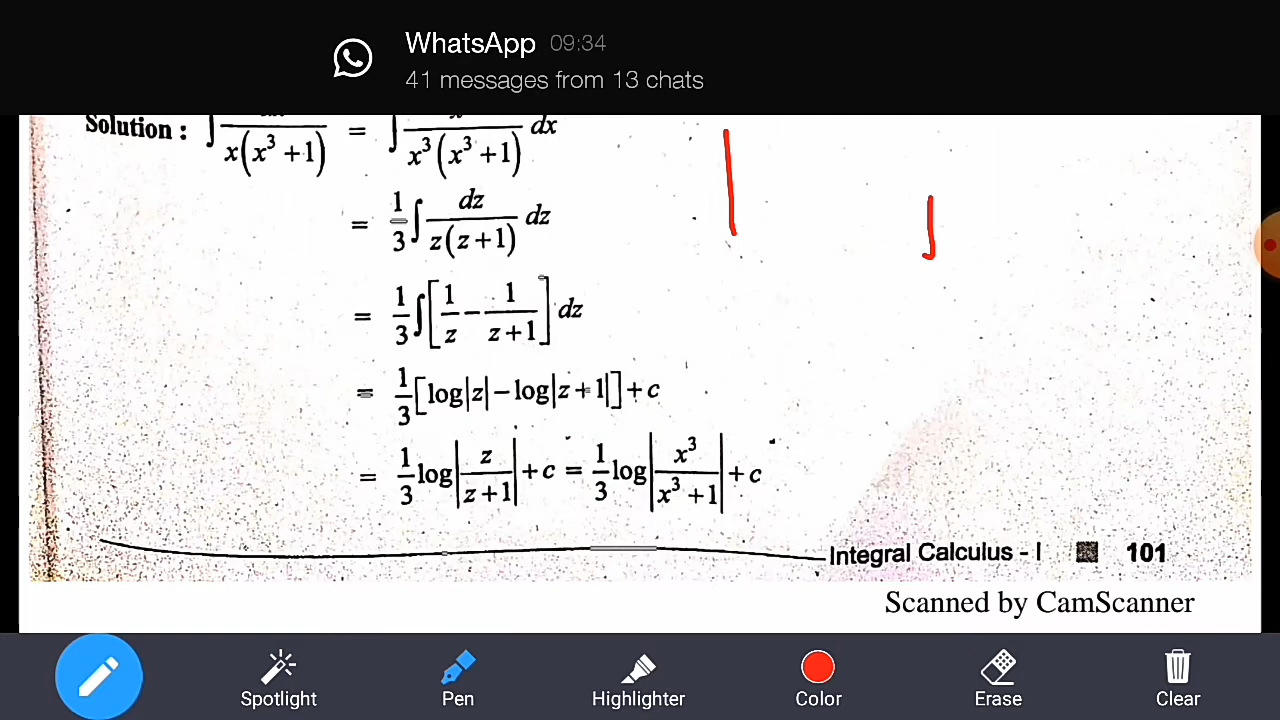 WhatsApp 09:34
41 messages from 13 chats
Solution : ∫ / x(x³ +1) = ∫ / x³(x³ +1) dx
= 1/3 ∫ dz / z(z+1) dz
= 1/3 ∫ [1/z − 1/z+1] dz
= 1/3 [log|z| − log|z+1|] + c
= 1/3 log|z / z+1| + c = 1/3 log|x³ / x³ +1| + c
Integral Calculus - I 101
Scanned by CamScanner
Spotlight Pen Highlighter Color Erase Clear